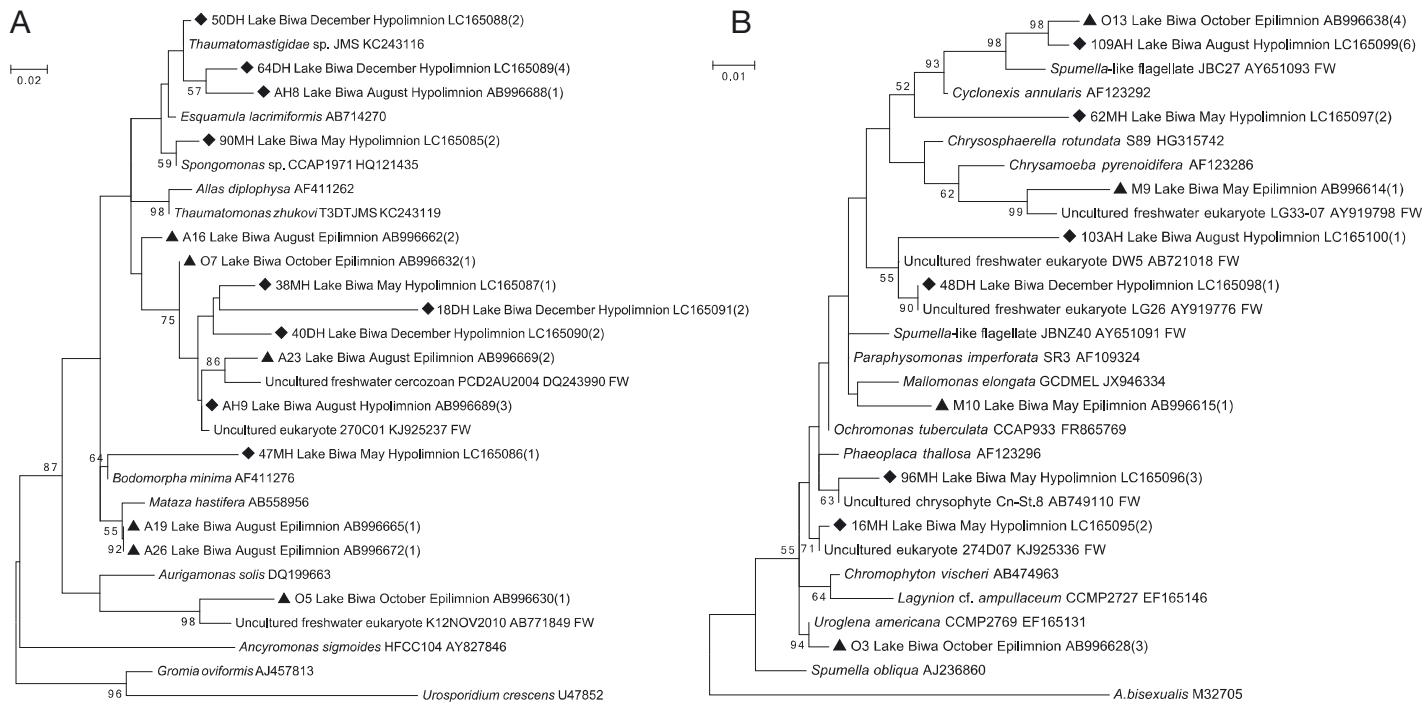 A
0.02
50DH Lake Biwa December Hypolimnion LC165088(2)
Thaumatomastigidae sp. JMS KC243116
64DH Lake Biwa December Hypolimnion LC165089(4)
57
AH8 Lake Biwa August Hypolimnion AB996688(1)
Esquamula lacrimiformis AB714270
90MH Lake Biwa May Hypolimnion LC165085(2)
59
Spongomonas sp. CCAP1971 HQ121435
Allas diplophysa AF411262
98
Thaumatomonas zhukovi T3DTJMS KC243119
A16 Lake Biwa August Epilimnion AB996662(2)
O7 Lake Biwa October Epilimnion AB996632(1)
38MH Lake Biwa May Hypolimnion LC165087(1)
18DH Lake Biwa December Hypolimnion LC165091(2)
75
40DH Lake Biwa December Hypolimnion LC165090(2)
86
A23 Lake Biwa August Epilimnion AB996669(2)
Uncultured freshwater cercozoan PCD2AU2004 DQ243990 FW
AH9 Lake Biwa August Hypolimnion AB996689(3)
Uncultured eukaryote 270C01 KJ925237 FW
64
47MH Lake Biwa May Hypolimnion LC165086(1)
87
Bodomorpha minima AF411276
Mataza hastifera AB558956
55
A19 Lake Biwa August Epilimnion AB996665(1)
92
A26 Lake Biwa August Epilimnion AB996672(1)
Aurigamonas solis DQ199663
O5 Lake Biwa October Epilimnion AB996630(1)
98
Uncultured freshwater eukaryote K12NOV2010 AB771849 FW
Ancyromonas sigmoides HFCC104 AY827846
Gromia oviformis AJ457813
96
Urosporidium crescens U47852
B
0.01
98
O13 Lake Biwa October Epilimnion AB996638(4)
98
109AH Lake Biwa August Hypolimnion LC165099(6)
93
Spumella-like flagellate JBC27 AY651093 FW
52
Cyclonexis annularis AF123292
62MH Lake Biwa May Hypolimnion LC165097(2)
Chrysosphaerella rotundata S89 HG315742
Chrysamoeba pyrenoidifera AF123286
62
M9 Lake Biwa May Epilimnion AB996614(1)
99
Uncultured freshwater eukaryote LG33-07 AY919798 FW
103AH Lake Biwa August Hypolimnion LC165100(1)
Uncultured freshwater eukaryote DW5 AB721018 FW
55
48DH Lake Biwa December Hypolimnion LC165098(1)
90
Uncultured freshwater eukaryote LG26 AY919776 FW
Spumella-like flagellate JBNZ40 AY651091 FW
Paraphysomonas imperforata SR3 AF109324
Mallomonas elongata GCDMEL JX946334
M10 Lake Biwa May Epilimnion AB996615(1)
Ochromonas tuberculata CCAP933 FR865769
Phaeoplaca thallosa AF123296
96MH Lake Biwa May Hypolimnion LC165096(3)
63
Uncultured chrysophyte Cn-St.8 AB749110 FW
16MH Lake Biwa May Hypolimnion LC165095(2)
55
71
Uncultured eukaryote 274D07 KJ925336 FW
Chromophyton vischeri AB474963
64
Lagynion cf. ampullaceum CCMP2727 EF165146
Uroglena americana CCMP2769 EF165131
94
O3 Lake Biwa October Epilimnion AB996628(3)
Spumella obliqua AJ236860
A.bisexualis M32705